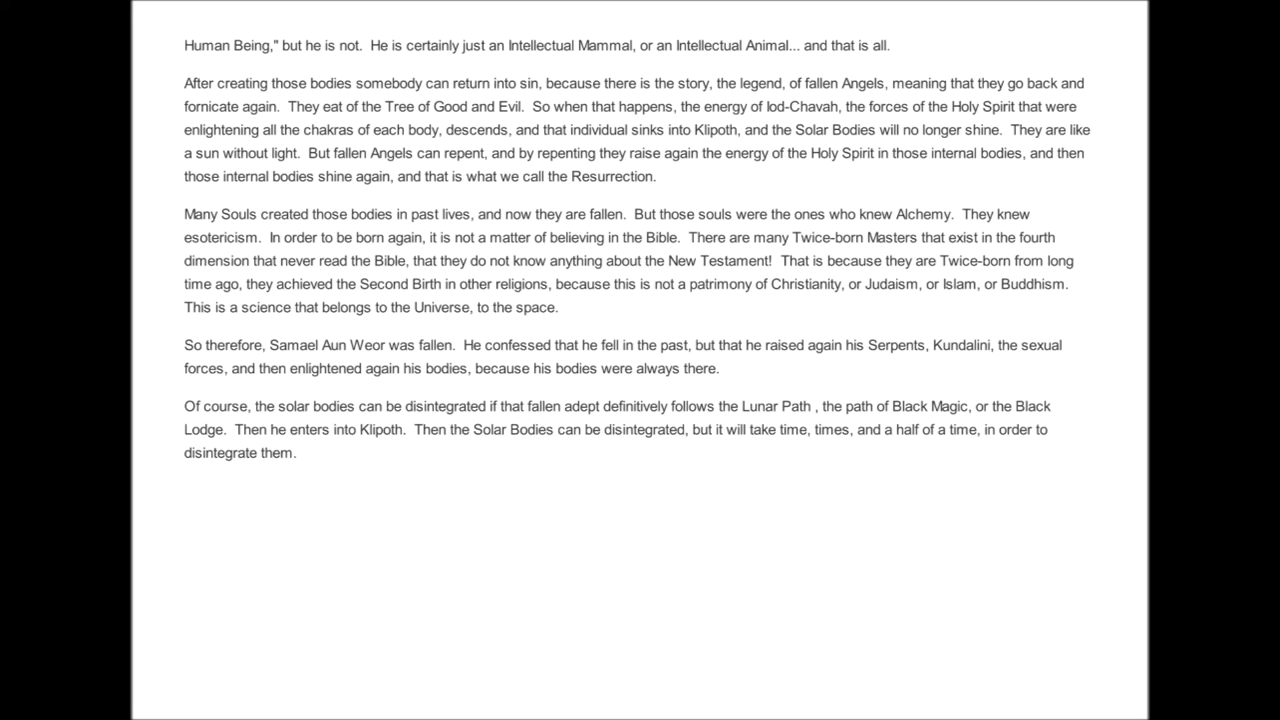 Human Being," but he is not.  He is certainly just an Intellectual Mammal, or an Intellectual Animal... and that is all.
After creating those bodies somebody can return into sin, because there is the story, the legend, of fallen Angels, meaning that they go back and
fornicate again.  They eat of the Tree of Good and Evil.  So when that happens, the energy of Iod-Chavah, the forces of the Holy Spirit that were
enlightening all the chakras of each body, descends, and that individual sinks into Klipoth, and the Solar Bodies will no longer shine.  They are like
a sun without light.  But fallen Angels can repent, and by repenting they raise again the energy of the Holy Spirit in those internal bodies, and then
those internal bodies shine again, and that is what we call the Resurrection.
Many Souls created those bodies in past lives, and now they are fallen.  But those souls were the ones who knew Alchemy.  They knew
esotericism.  In order to be born again, it is not a matter of believing in the Bible.  There are many Twice-born Masters that exist in the fourth
dimension that never read the Bible, that they do not know anything about the New Testament!  That is because they are Twice-born from long
time ago, they achieved the Second Birth in other religions, because this is not a patrimony of Christianity, or Judaism, or Islam, or Buddhism.
This is a science that belongs to the Universe, to the space.
So therefore, Samael Aun Weor was fallen.  He confessed that he fell in the past, but that he raised again his Serpents, Kundalini, the sexual
forces, and then enlightened again his bodies, because his bodies were always there.
Of course, the solar bodies can be disintegrated if that fallen adept definitively follows the Lunar Path , the path of Black Magic, or the Black
Lodge.  Then he enters into Klipoth.  Then the Solar Bodies can be disintegrated, but it will take time, times, and a half of a time, in order to
disintegrate them.